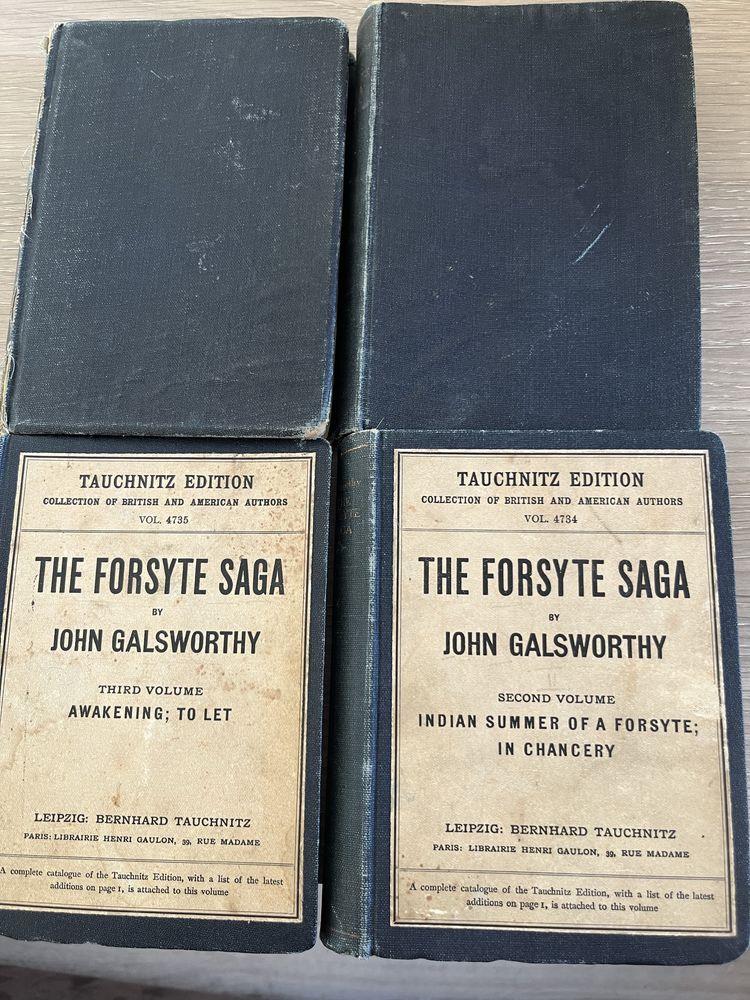 TAUCHNITZ EDITION
COLLECTION OF BRITISH AND AMERICAN AUTHORS
VOL. 4735
THE FORSYTE SAGA
BY
JOHN GALSWORTHY
THIRD VOLUME
AWAKENING; TO LET
LEIPZIG: BERNHARD TAUCHNITZ
PARIS: LIBRAIRIE HENRI GAULON, 39, RUE MADAME
A complete catalogue of the Tauchnitz Edition, with a list of the latest
additions on page 1, is attached to this volume
TAUCHNITZ EDITION
COLLECTION OF BRITISH AND AMERICAN AUTHORS
VOL. 4734
THE FORSYTE SAGA
BY
JOHN GALSWORTHY
SECOND VOLUME
INDIAN SUMMER OF A FORSYTE;
IN CHANCERY
LEIPZIG: BERNHARD TAUCHNITZ
PARIS: LIBRAIRIE HENRI GAULON, 39, RUE MADAME
A complete catalogue of the Tauchnitz Edition, with a list of the latest
additions on page 1, is attached to this volume